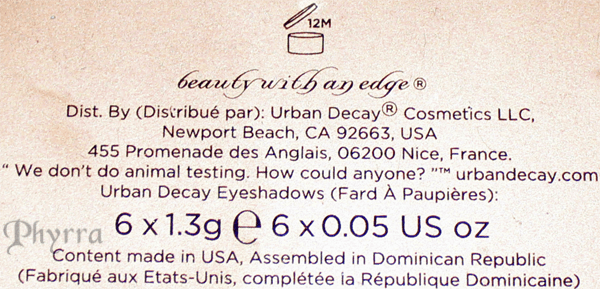 12M
beauty with an edge®
Dist. By (Distribué par): Urban Decay® Cosmetics LLC,
Newport Beach, CA 92663, USA
455 Promenade des Anglais, 06200 Nice, France.
“ We don't do animal testing. How could anyone? ”™ urbandecay.com
Urban Decay Eyeshadows (Fard À Paupières):
6 x 1.3g ℮ 6 x 0.05 US oz
Phyrra
Content made in USA, Assembled in Dominican Republic
(Fabriqué aux Etats-Unis, complétée la République Dominicaine)